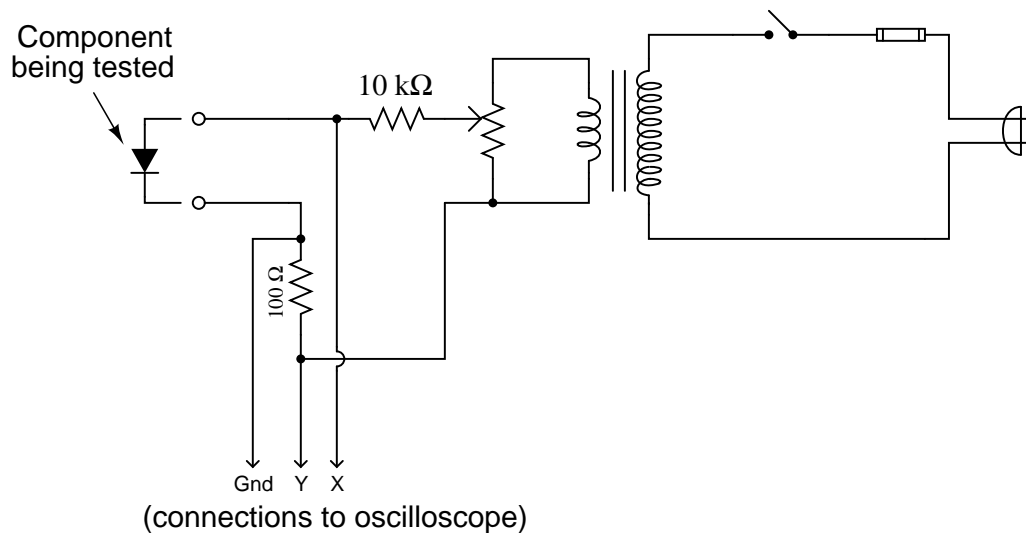 Component
being tested
10 kΩ
100 Ω
Gnd Y X
(connections to oscilloscope)